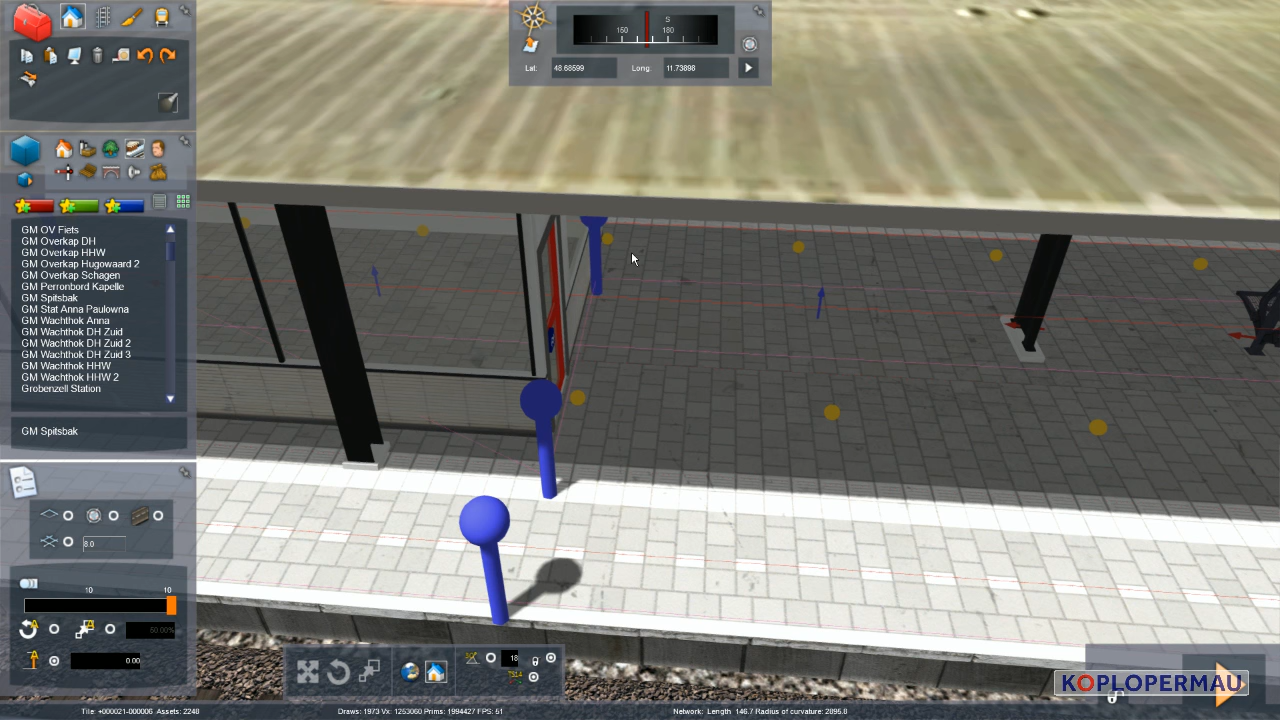 S
150 180
Lat: 48.68599 Long: 11.73898
GM OV Fiets
GM Overkap DH
GM Overkap HHW
GM Overkap Hugowaard 2
GM Overkap Schagen
GM Perronbord Kapelle
GM Spitsbak
GM Stat Anna Paulowna
GM Wachthok Anna
GM Wachthok DH Zuid
GM Wachthok DH Zuid 2
GM Wachthok DH Zuid 3
GM Wachthok HHW
GM Wachthok HHW 2
Grobenzell Station
GM Spitsbak
8.0
10 10
50.00%
0.00
18
KOPLOPERMAU
Tile: +000021-000006 Assets: 2248 Draws: 1973 Vx: 1253060 Prims: 1994427 FPS: 51 Network: Length 146.7 Radius of curvature: 2895.8